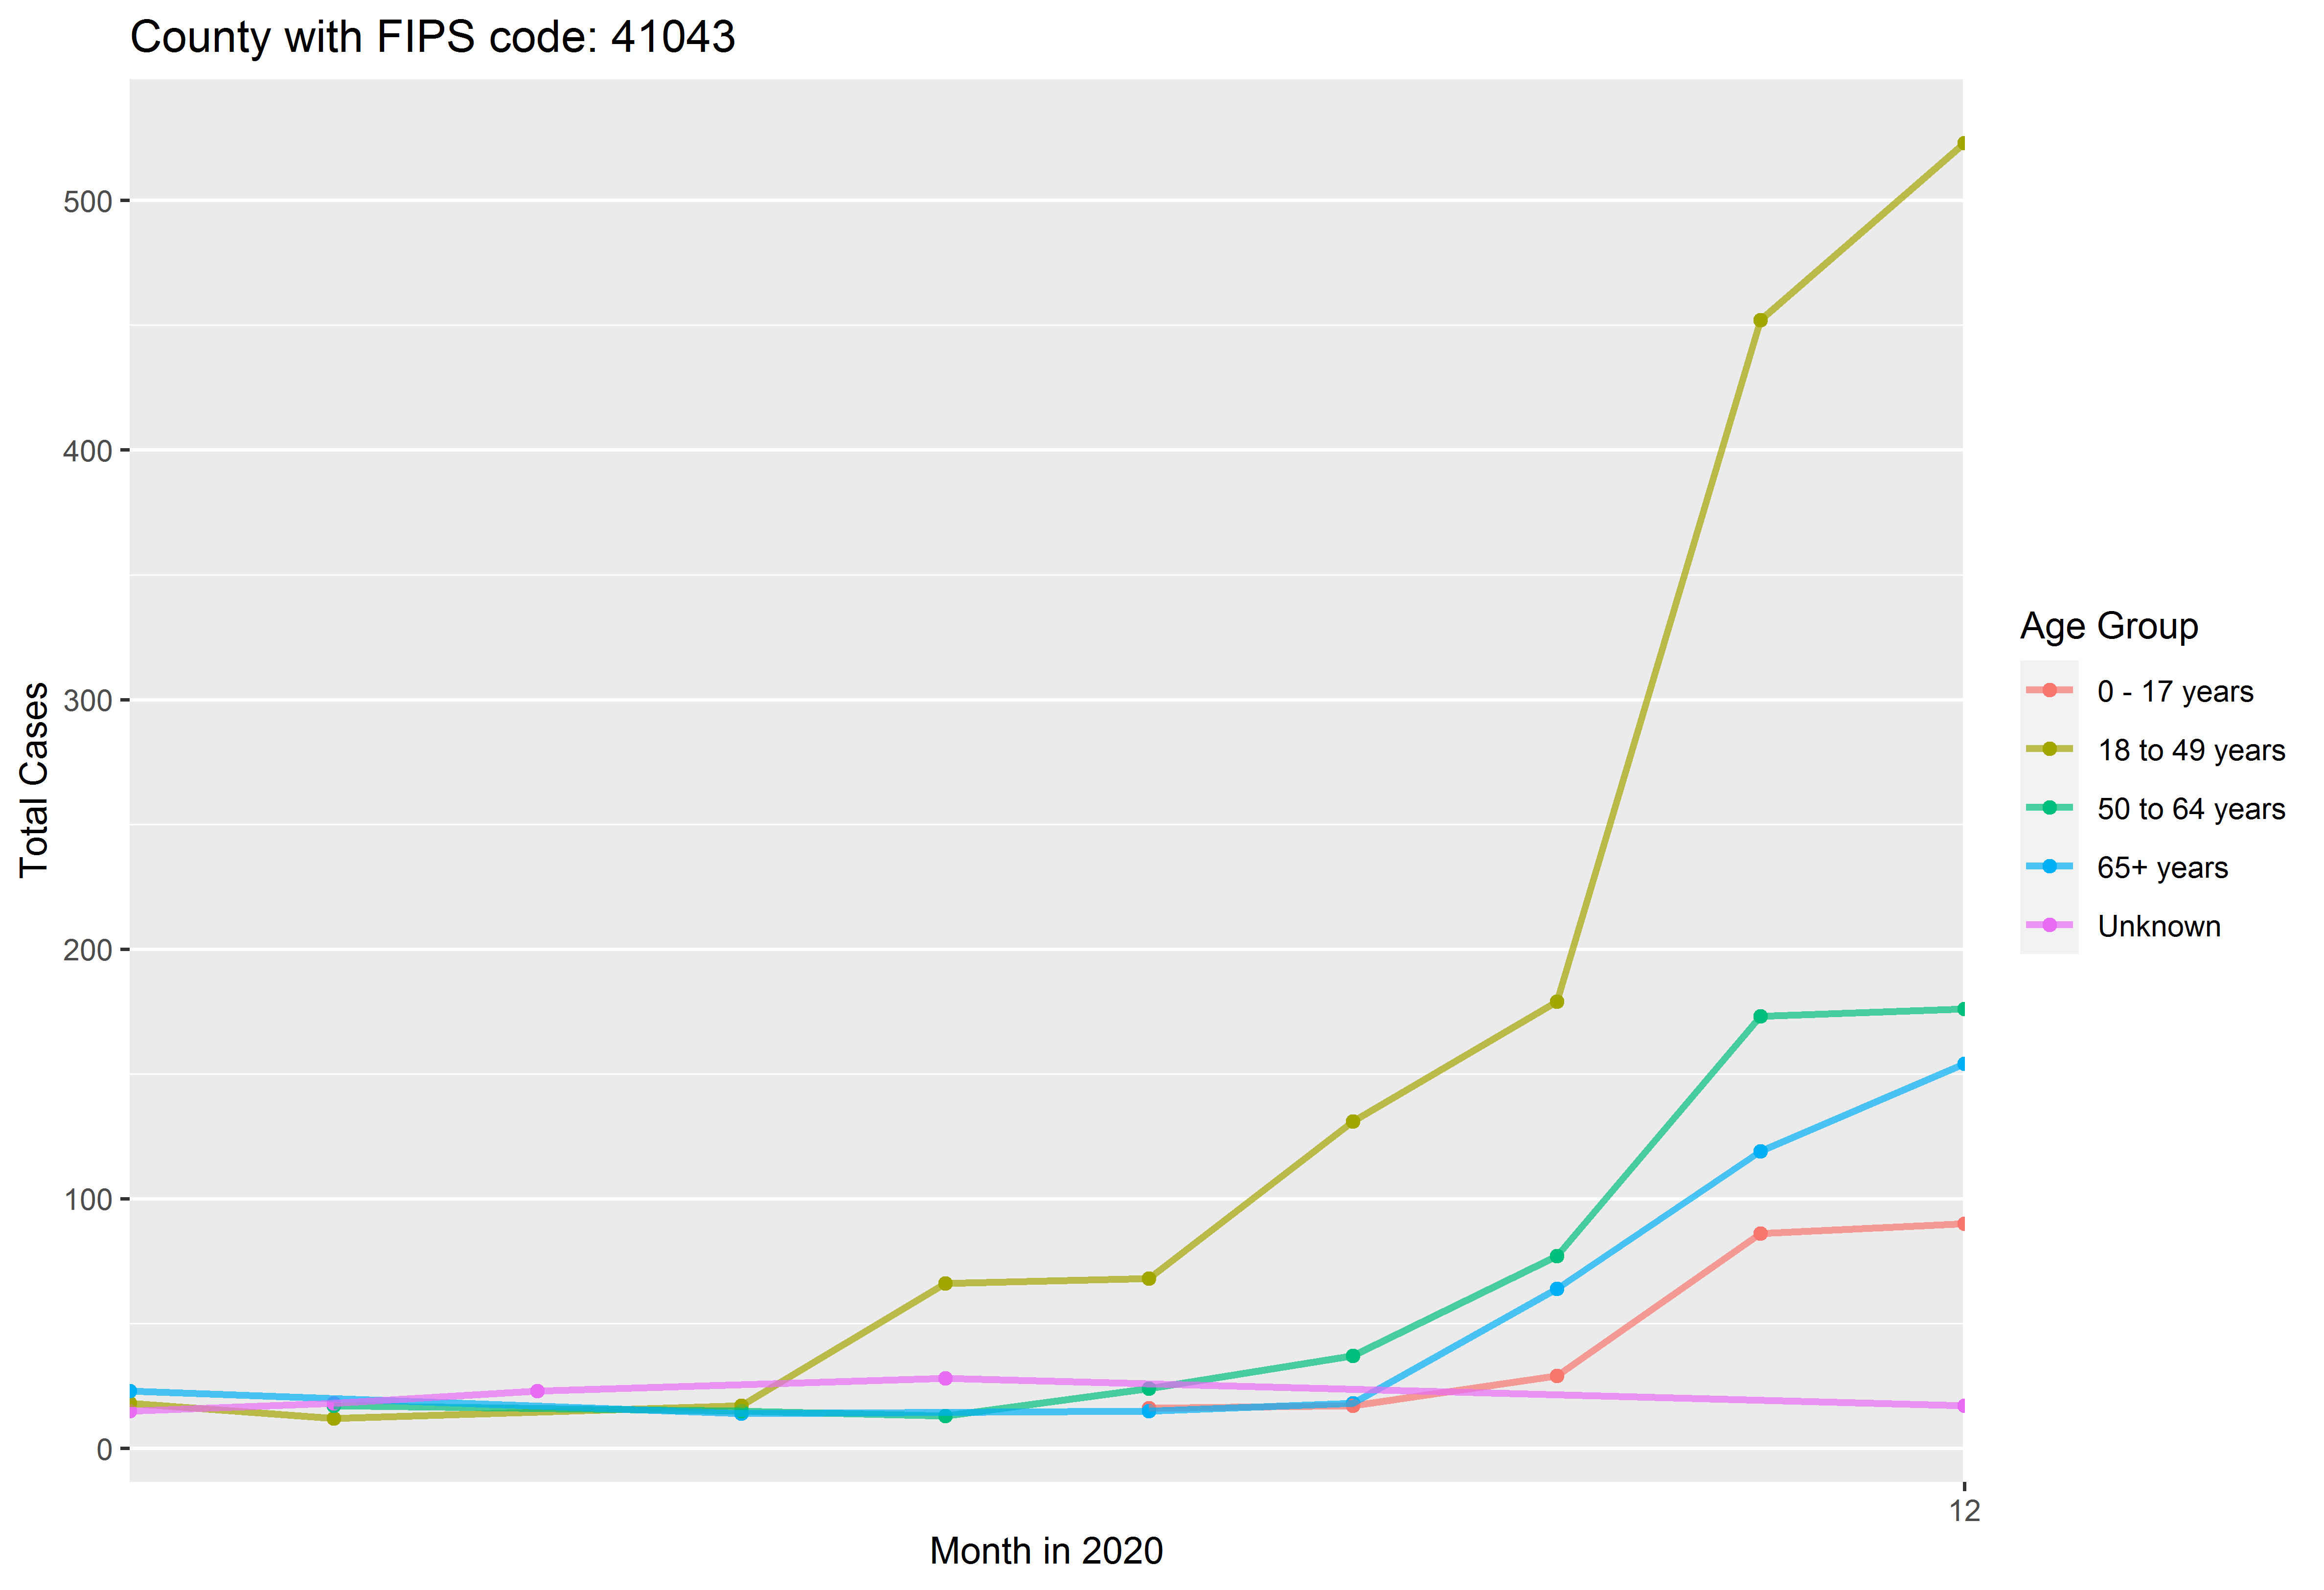 County with FIPS code: 41043
Total Cases
500
400
300
200
100
0
12
Month in 2020
Age Group
0 - 17 years
18 to 49 years
50 to 64 years
65+ years
Unknown